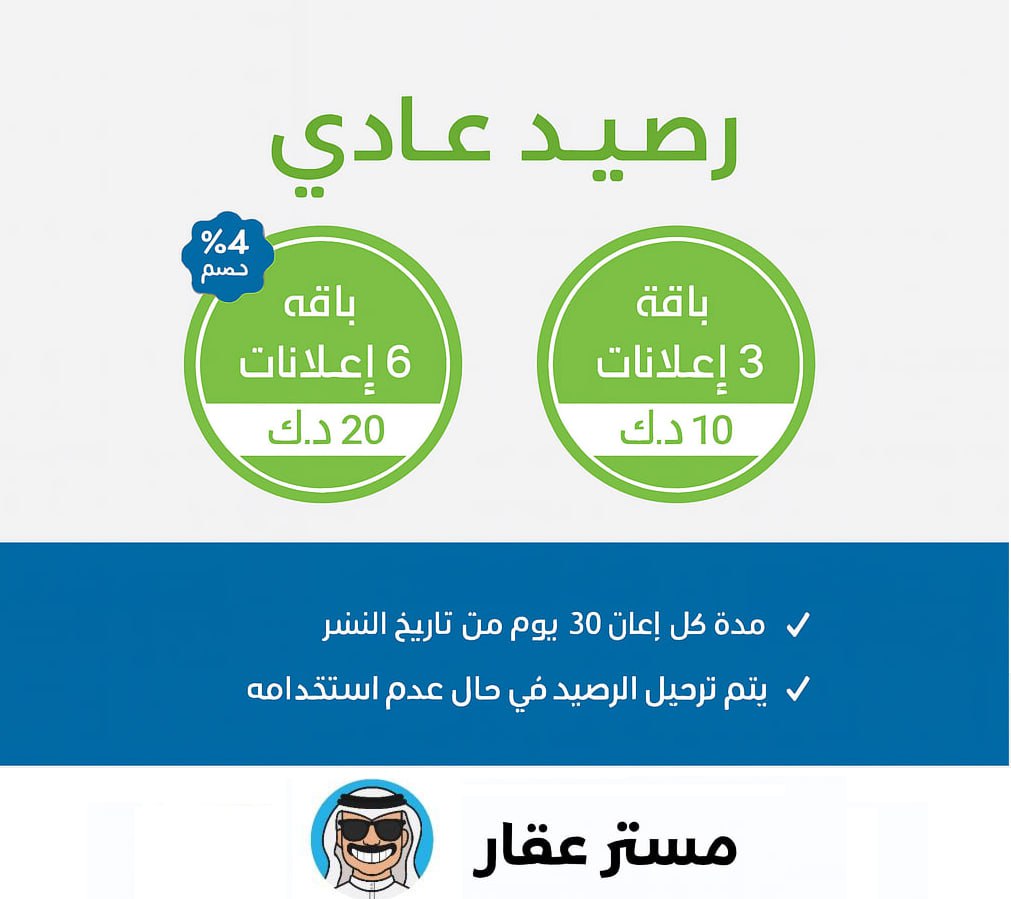 رصيد عادي
باقة
3 إعلانات
10 د.ك
%4
خصم
باقه
6 إعلانات
20 د.ك
مدة كل إعان 30 يوم من تاريخ النشر
يتم ترحيل الرصيد في حال عدم استخدامه
مستر عقار